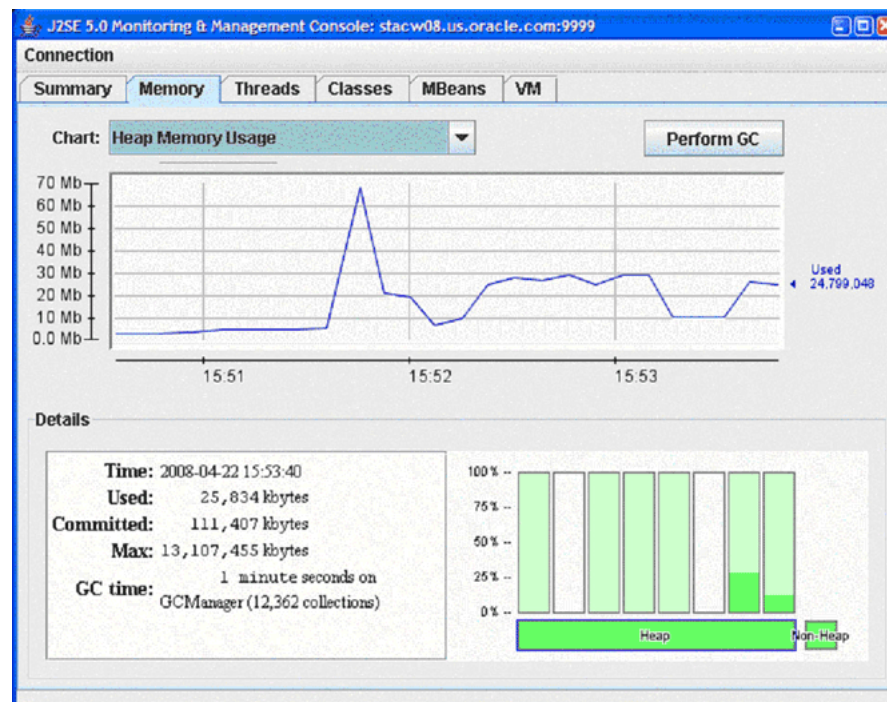 J2SE 5.0 Monitoring & Management Console: stacw08.us.oracle.com:9999
Connection
Summary Memory Threads Classes MBeans VM
Chart: Heap Memory Usage Perform GC
70 Mb
60 Mb
50 Mb
40 Mb
30 Mb
20 Mb
10 Mb
0.0 Mb
Used
24,799,048
15:51 15:52 15:53
Details
Time: 2008-04-22 15:53:40
Used: 25,834 kbytes
Committed: 111,407 kbytes
Max: 13,107,455 kbytes
GC time: 1 minute seconds on
GCManager (12,362 collections)
100% --
75% --
50% --
25% --
0% --
Heap Non-Heap